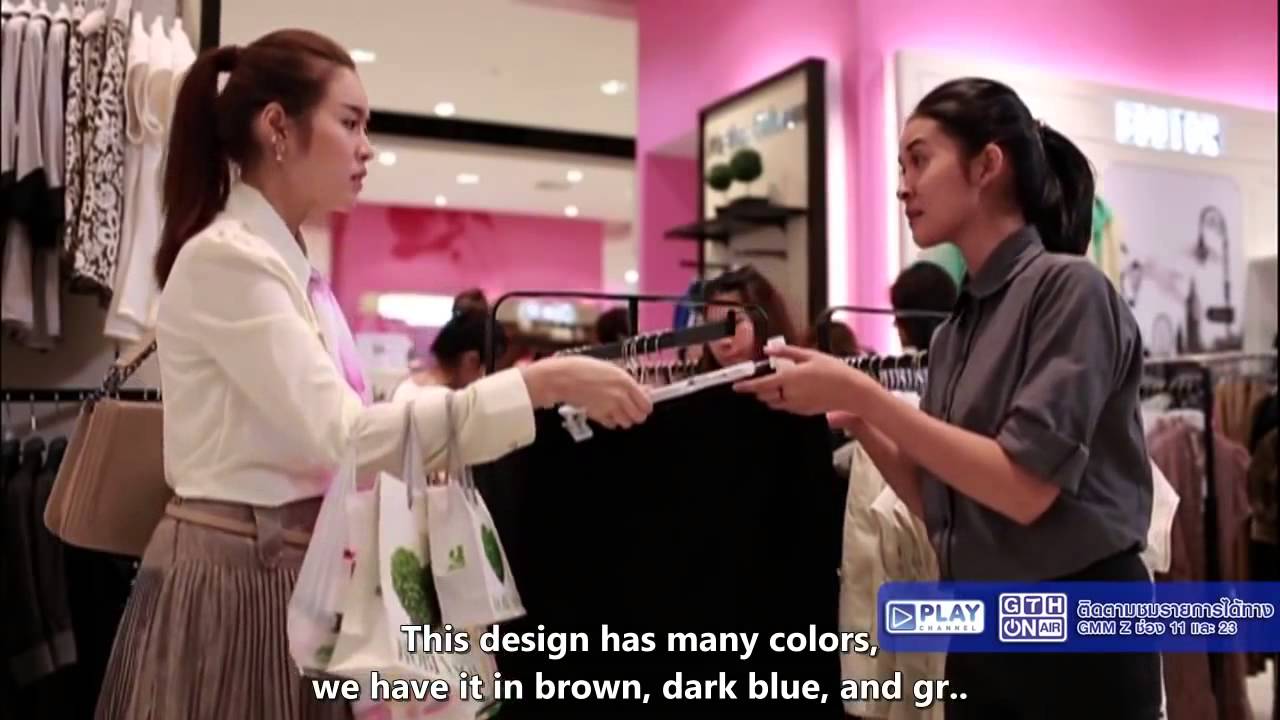 PLAY
CHANNEL
GTH
ON AIR
ติดตามชมรายการได้ทาง
GMM Z ช่อง 11 และ 23
This design has many colors,
we have it in brown, dark blue, and gr..